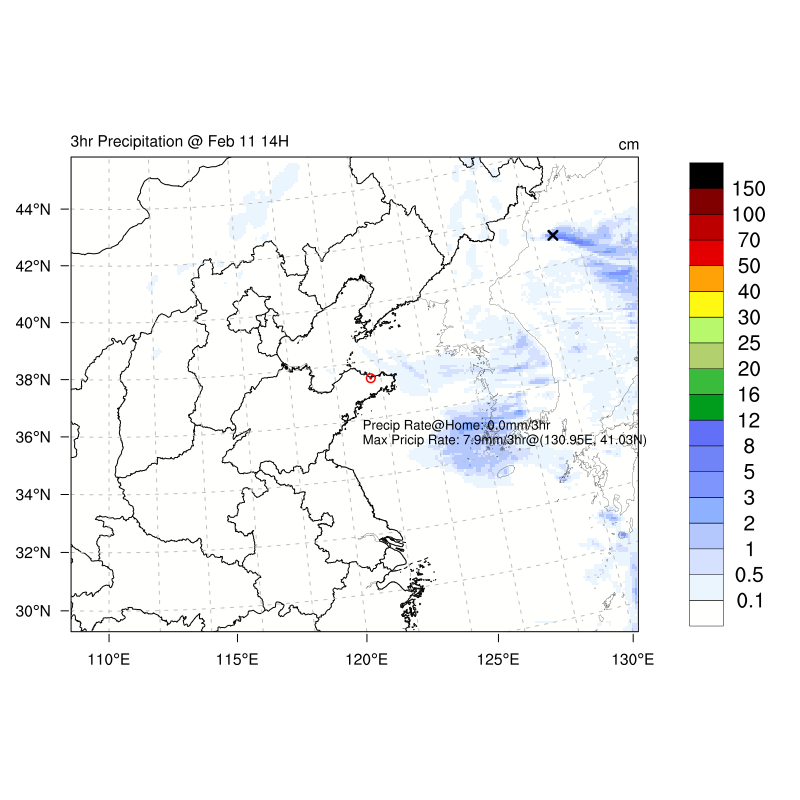 3hr Precipitation @ Feb 11 14H
cm
44°N
42°N
40°N
38°N
36°N
34°N
32°N
30°N
Precip Rate@Home: 0.0mm/3hr
Max Pricip Rate: 7.9mm/3hr@(130.95E, 41.03N)
110°E
115°E
120°E
125°E
130°E
150
100
70
50
40
30
25
20
16
12
8
5
3
2
1
0.5
0.1